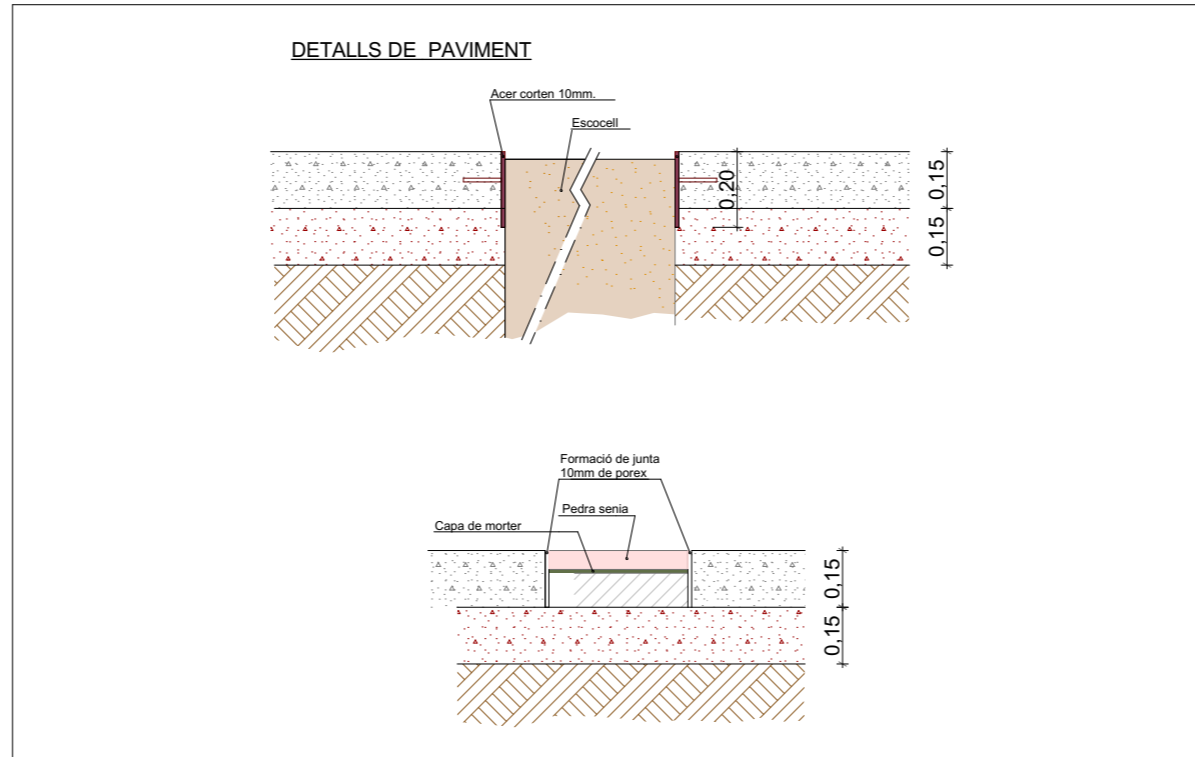 DETALLS DE PAVIMENT
Acer corten 10mm.
Escocell
0,20
0,15
0,15
Formació de junta
10mm de porex
Pedra senia
Capa de morter
0,15
0,15